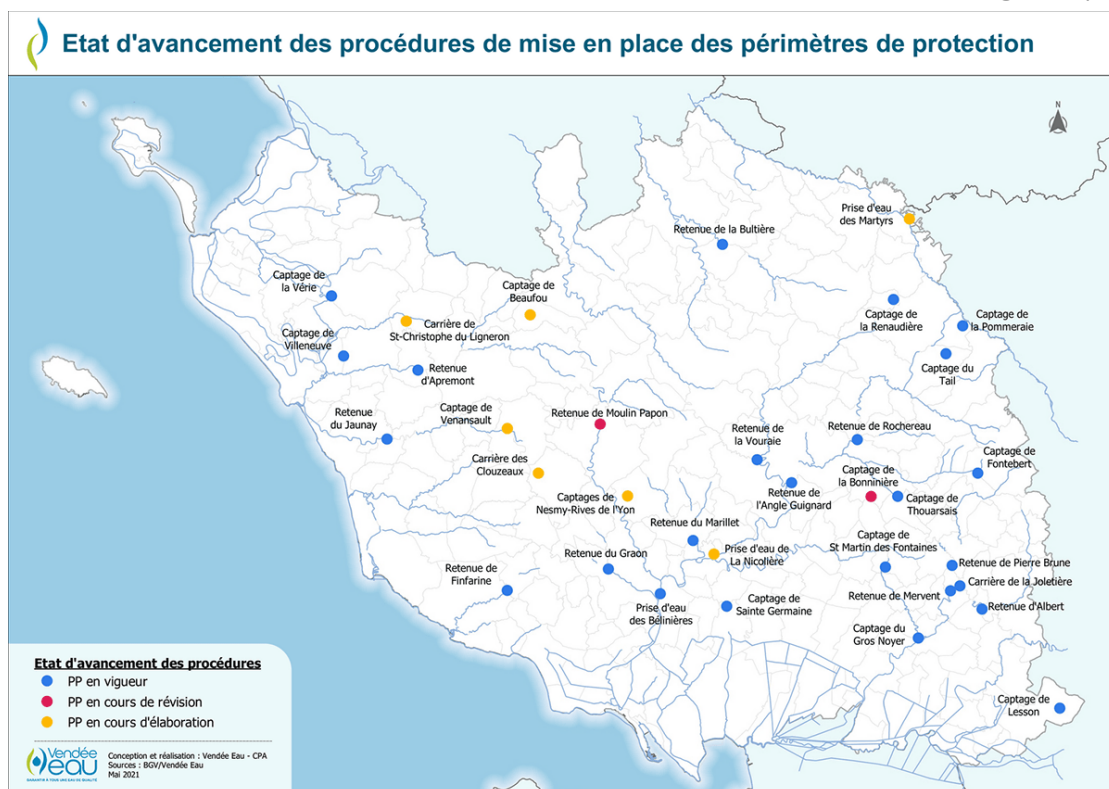 Etat d'avancement des procédures de mise en place des périmètres de protection
N
Prise d'eau
des Martyrs
Retenue de la Bultière
Captage de
la Vérie
Captage de
Beaufou
Carrière de
St-Christophe du Ligneron
Captage de
la Renaudière
Captage de
la Pommeraie
Captage de
Villeneuve
Captage du
Tail
Retenue
d'Apremont
Retenue
du Jaunay
Captage de
Venansault
Retenue de Moulin Papon
Retenue de
la Vouraie
Retenue de Rochereau
Carrière des
Clouzeaux
Captage de
la Bonninière
Captage de
Fontebert
Captages de
Nesmy-Rives de l'Yon
Retenue de
l'Angle Guignard
Captage de
Thouarsais
Retenue du Marillet
Captage de
St Martin des Fontaines
Retenue du Graon
Prise d'eau de
La Nicolière
Retenue de
Finfarine
Retenue de Pierre Brune
Carrière de la Joletière
Retenue de Mervent
Retenue d'Albert
Prise d'eau
des Bélinières
Captage de
Sainte Germaine
Captage du
Gros Noyer
Captage de
Lesson
Etat d'avancement des procédures
PP en vigueur
PP en cours de révision
PP en cours d'élaboration
Vendée
eau
GARANTIR À TOUS UNE EAU DE QUALITÉ
Conception et réalisation : Vendée Eau - CPA
Sources : BGV/Vendée Eau
Mai 2021